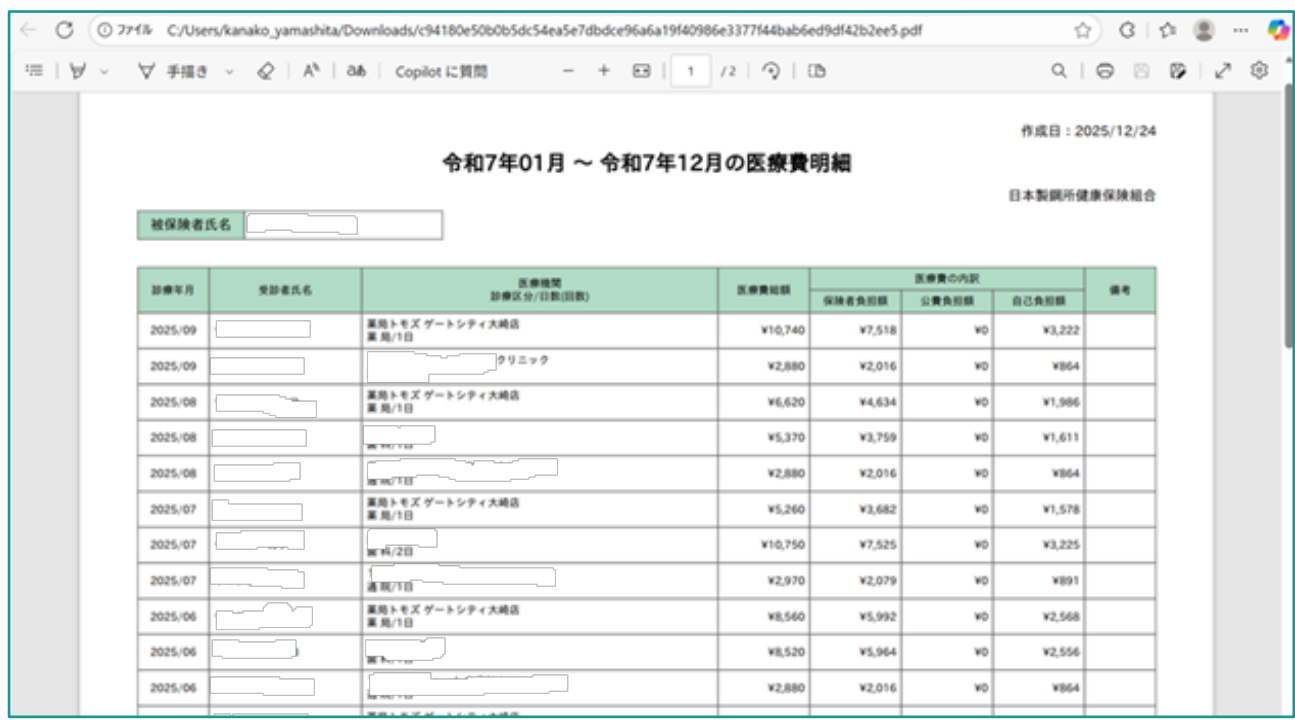 ファイル C:/Users/kanako_yamashita/Downloads/c94180e50b0b5dc54ea5e7dbdce96a6a19f40986e3377f44bab6ed9df42b2ee5.pdf
手描き Copilot に質問 1 /2
作成日：2025/12/24
令和7年01月 ～ 令和7年12月の医療費明細
日本製鋼所健康保険組合
被保険者氏名
診療年月 受診者氏名 医療機関 診療区分/日数(回数) 医療費総額 医療費の内訳 備考
保険者負担額 公費負担額 自己負担額
2025/09 薬局トモズ ゲートシティ大崎店 ¥10,740 ¥7,518 ¥0 ¥3,222
薬 局/1日
2025/09 クリニック ¥2,880 ¥2,016 ¥0 ¥864
2025/08 薬局トモズ ゲートシティ大崎店 ¥6,620 ¥4,634 ¥0 ¥1,986
薬 局/1日
2025/08 ¥5,370 ¥3,759 ¥0 ¥1,611
2025/08 ¥2,880 ¥2,016 ¥0 ¥864
通 院/1日
2025/07 薬局トモズ ゲートシティ大崎店 ¥5,260 ¥3,682 ¥0 ¥1,578
薬 局/1日
2025/07 ¥10,750 ¥7,525 ¥0 ¥3,225
歯 科/2日
2025/07 ¥2,970 ¥2,079 ¥0 ¥891
通 院/1日
2025/06 薬局トモズ ゲートシティ大崎店 ¥8,560 ¥5,992 ¥0 ¥2,568
薬 局/1日
2025/06 ¥8,520 ¥5,964 ¥0 ¥2,556
2025/06 ¥2,880 ¥2,016 ¥0 ¥864